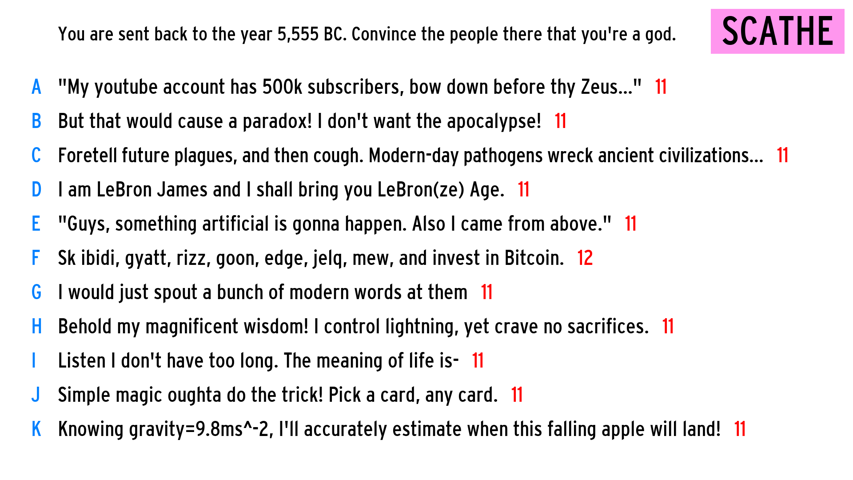 You are sent back to the year 5,555 BC. Convince the people there that you're a god.
SCATHE
A "My youtube account has 500k subscribers, bow down before thy Zeus..." 11
B But that would cause a paradox! I don't want the apocalypse! 11
C Foretell future plagues, and then cough. Modern-day pathogens wreck ancient civilizations... 11
D I am LeBron James and I shall bring you LeBron(ze) Age. 11
E "Guys, something artificial is gonna happen. Also I came from above." 11
F Sk ibidi, gyatt, rizz, goon, edge, jelq, mew, and invest in Bitcoin. 12
G I would just spout a bunch of modern words at them 11
H Behold my magnificent wisdom! I control lightning, yet crave no sacrifices. 11
I Listen I don't have too long. The meaning of life is- 11
J Simple magic oughta do the trick! Pick a card, any card. 11
K Knowing gravity=9.8ms^-2, I'll accurately estimate when this falling apple will land! 11